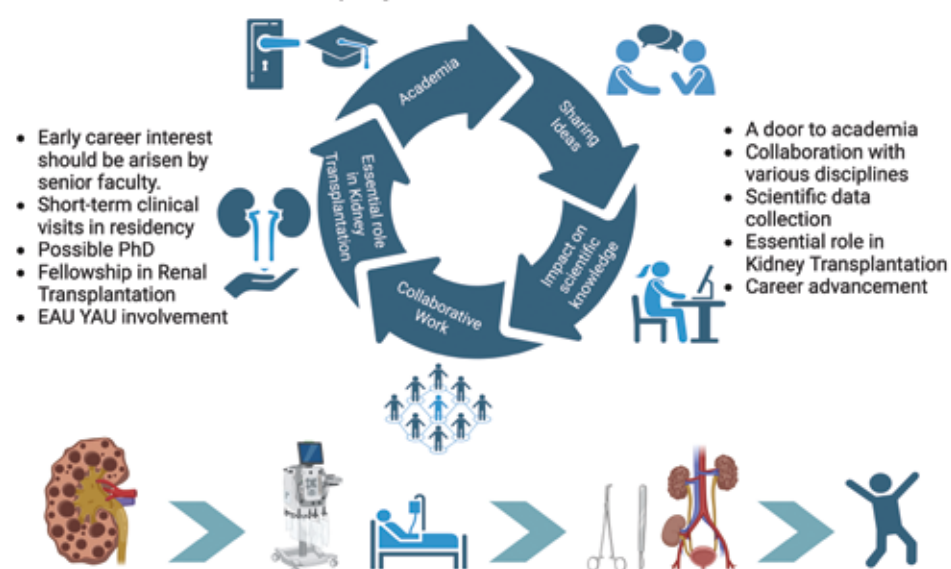 Academia
Sharing
Ideas
Impact on
scientific
knowledge
Collaborative
Work
Essential role
in Kidney
Transplantation
• Early career interest
should be arisen by
senior faculty.
• Short-term clinical
visits in residency
• Possible PhD
• Fellowship in Renal
Transplantation
• EAU YAU involvement
• A door to academia
• Collaboration with
various disciplines
• Scientific data
collection
• Essential role in
Kidney Transplantation
• Career advancement